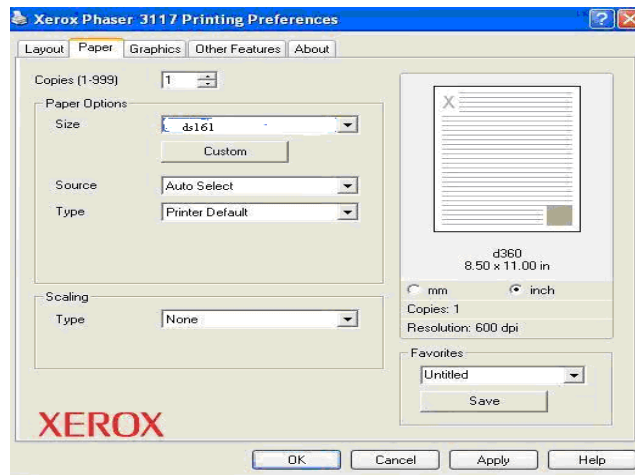 Xerox Phaser 3117 Printing Preferences
Layout Paper Graphics Other Features About
Copies (1-999) 1
Paper Options
Size ds161
Custom
Source Auto Select
Type Printer Default
Scaling
Type None
XEROX
X
d360
8.50 x 11.00 in
mm inch
Copies: 1
Resolution: 600 dpi
Favorites
Untitled
Save
OK Cancel Apply Help